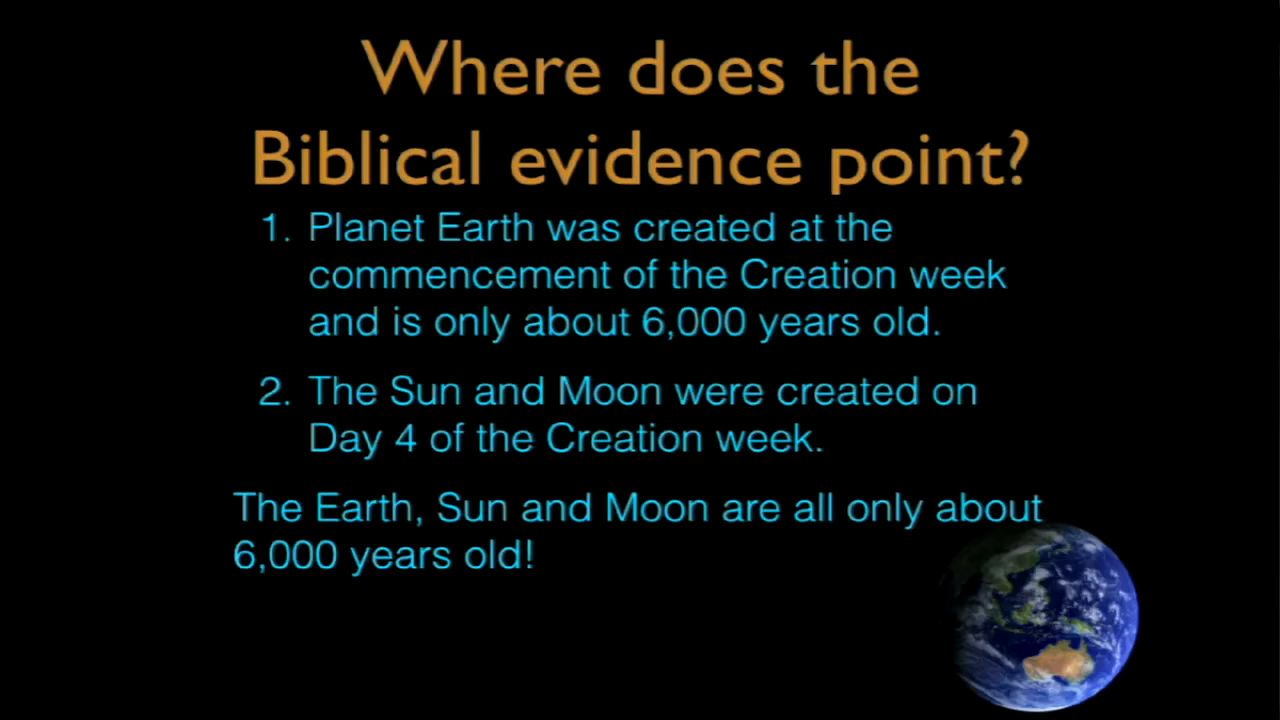 Where does the
Biblical evidence point?
1. Planet Earth was created at the
commencement of the Creation week
and is only about 6,000 years old.
2. The Sun and Moon were created on
Day 4 of the Creation week.
The Earth, Sun and Moon are all only about
6,000 years old!